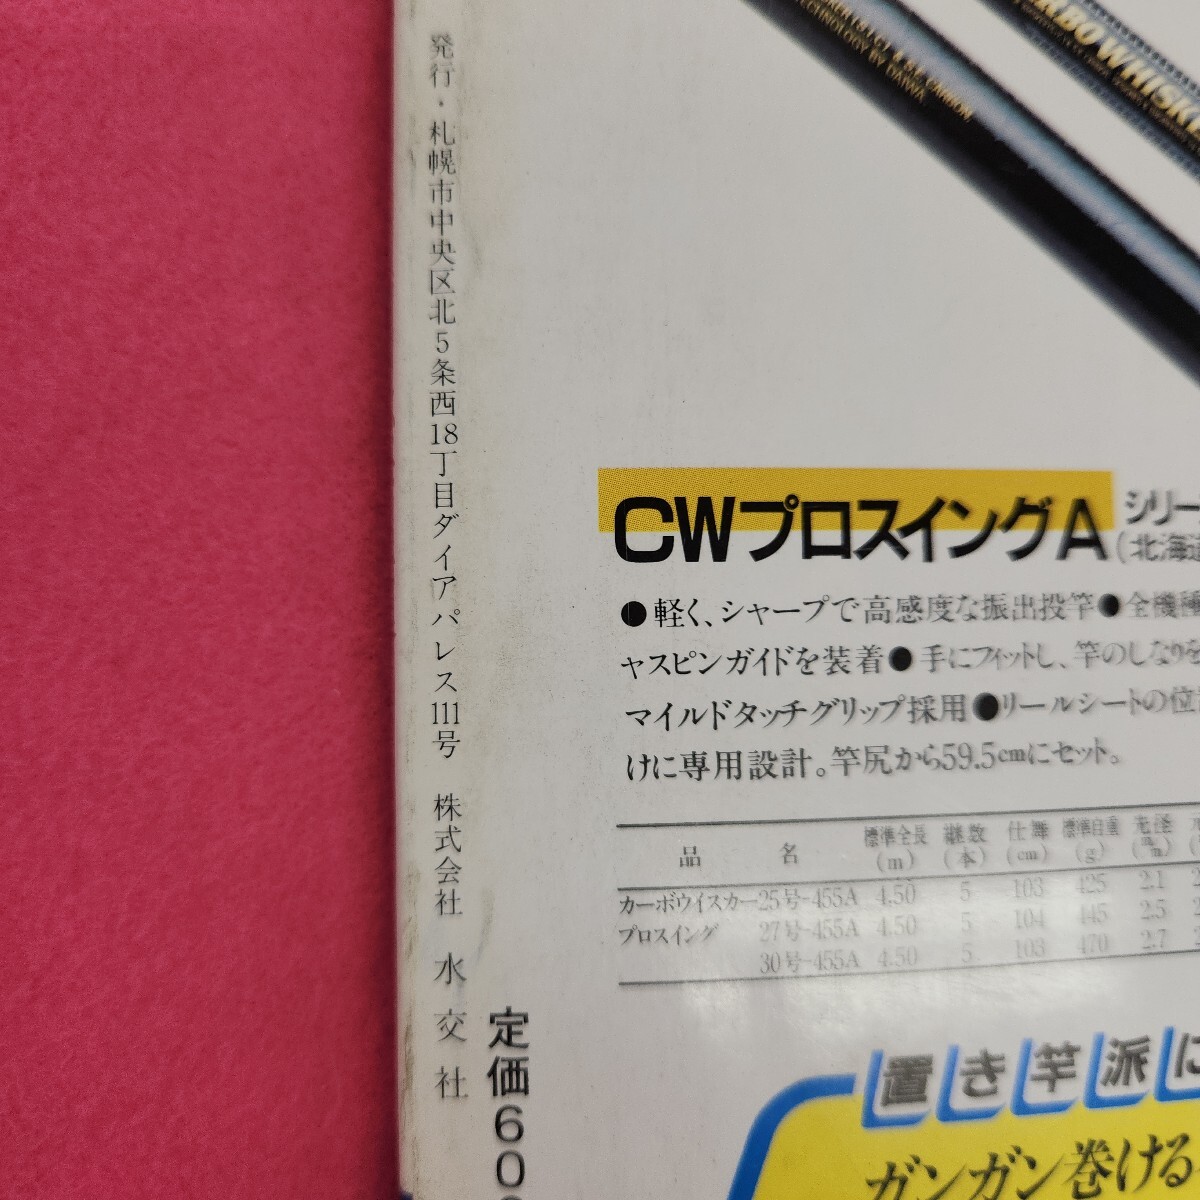 発行・札幌市中央区北5条西18丁目ダイアパレス111号 株式会社 水交社
定価60
TECHNOLOGY BY DAIWA
CWプロスイングA シリー
(北海道
●軽く、シャープで高感度な振出投竿●全機種
ャスピンガイドを装着●手にフィットし、竿のしなりを
マイルドタッチグリップ採用●リールシートの位
けに専用設計。竿尻から59.5cmにセット。
品名 標準全長(m) 継数(本) 仕舞(cm) 標準自重(g) 先径
カーボウイスカー25号-455A 4.50 5 103 425 2.1
プロスイング 27号-455A 4.50 5 104 445 2.5
30号-455A 4.50 5 103 470 2.7
置き竿派に
ガンガン巻ける